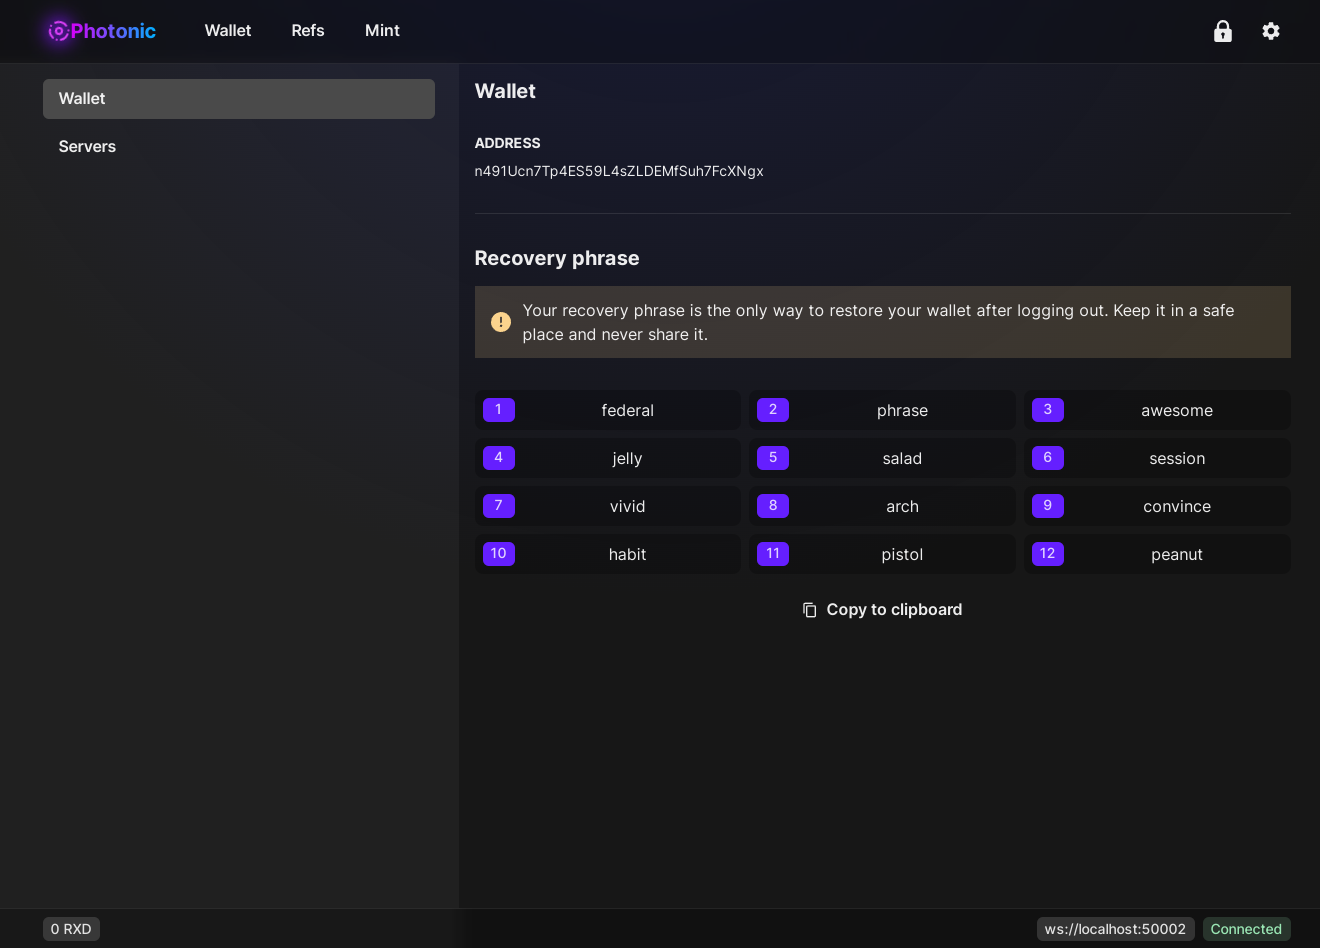 Photonic
Wallet
Refs
Mint
Wallet
Servers
Wallet
ADDRESS
n491Ucn7Tp4ES59L4sZLDEMfSuh7FcXNgx
Recovery phrase
Your recovery phrase is the only way to restore your wallet after logging out. Keep it in a safe
place and never share it.
1 federal
2 phrase
3 awesome
4 jelly
5 salad
6 session
7 vivid
8 arch
9 convince
10 habit
11 pistol
12 peanut
Copy to clipboard
0 RXD
ws://localhost:50002
Connected